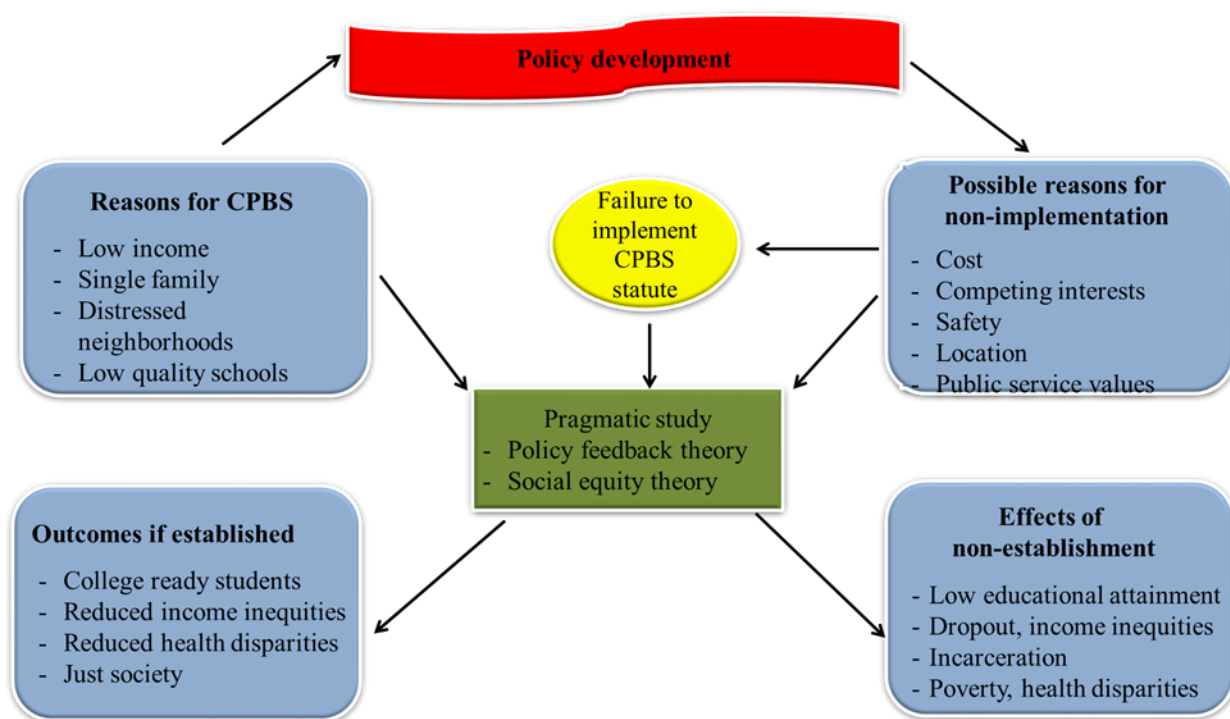 Policy development
Reasons for CPBS
- Low income
- Single family
- Distressed
neighborhoods
- Low quality schools
Failure to
implement
CPBS
statute
Possible reasons for
non-implementation
- Cost
- Competing interests
- Safety
- Location
- Public service values
Pragmatic study
- Policy feedback theory
- Social equity theory
Outcomes if established
- College ready students
- Reduced income inequities
- Reduced health disparities
- Just society
Effects of
non-establishment
- Low educational attainment
- Dropout, income inequities
- Incarceration
- Poverty, health disparities